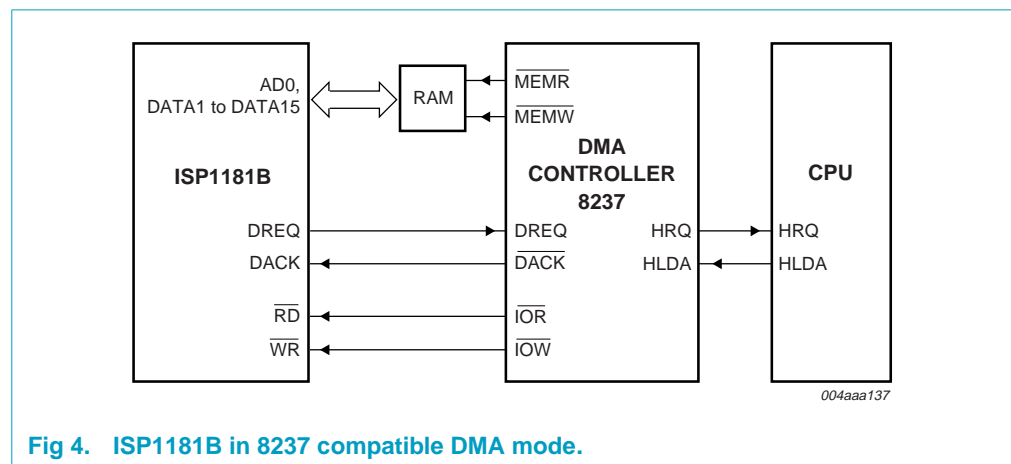 AD0,
DATA1 to DATA15
RAM
MEMR
MEMW
DMA
CONTROLLER
8237
CPU
ISP1181B
DREQ
DREQ
HRQ
HRQ
DACK
DACK
HLDA
HLDA
RD
IOR
WR
IOW
004aaa137
Fig 4. ISP1181B in 8237 compatible DMA mode.